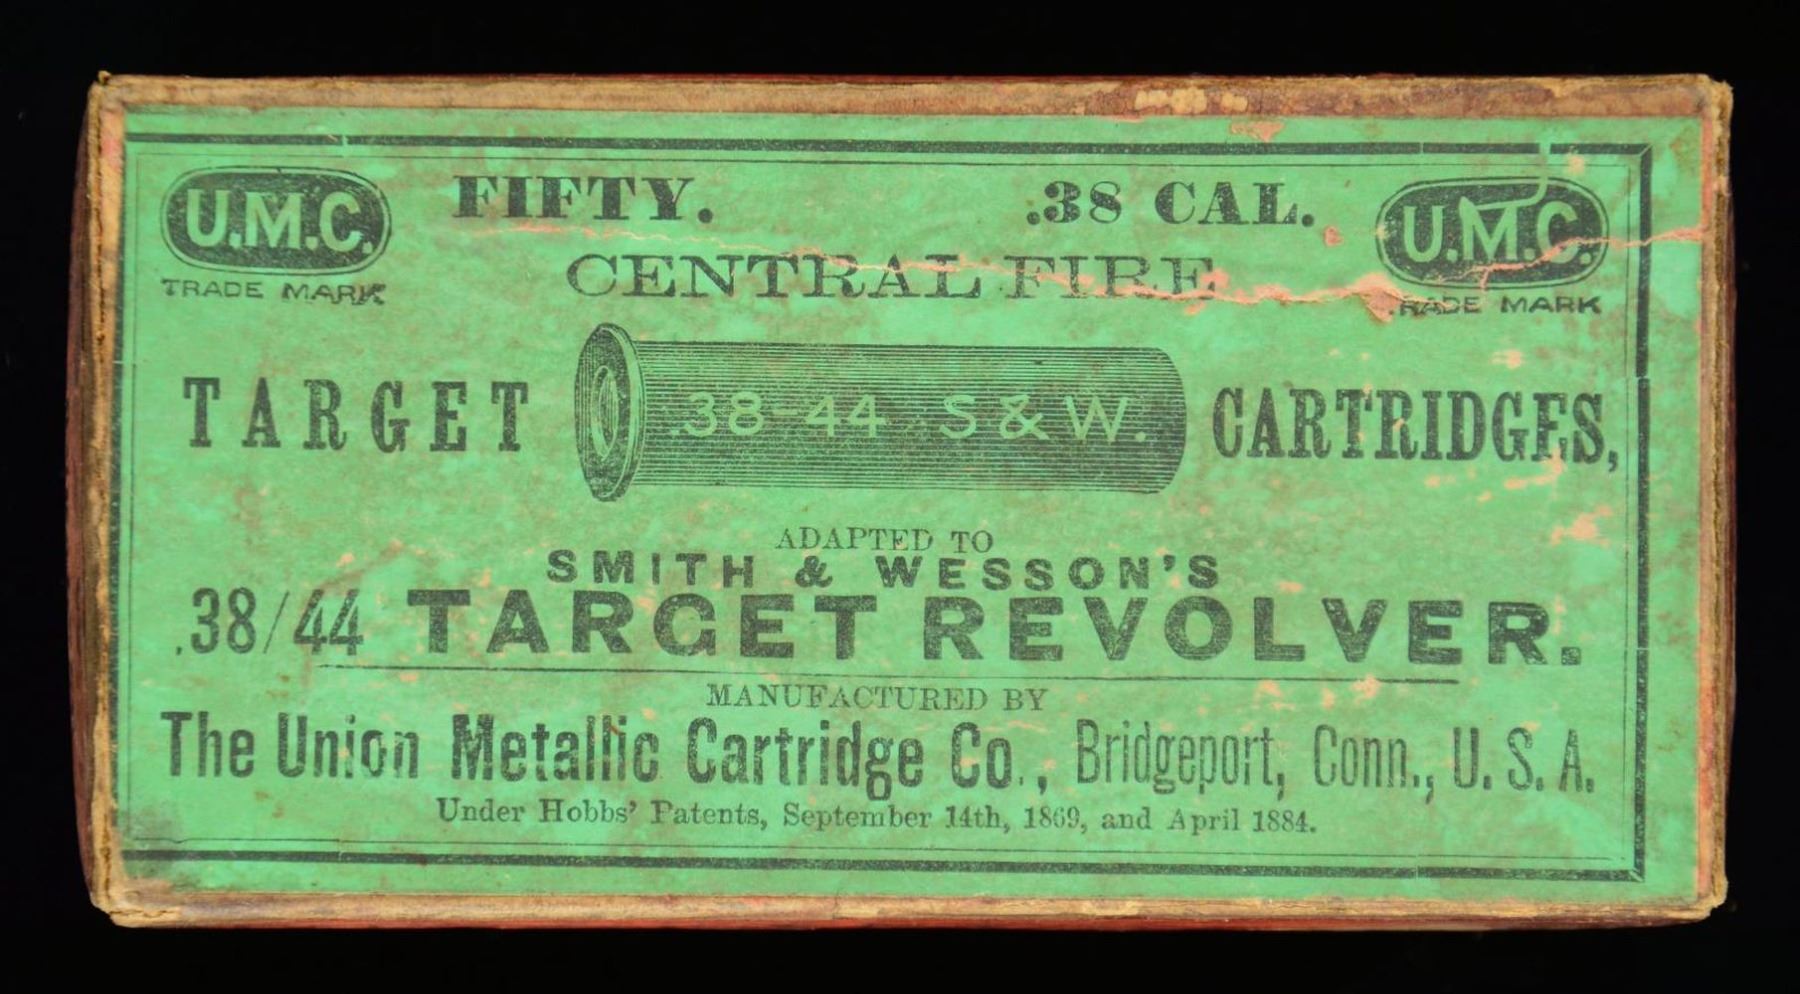 U.M.C. FIFTY. .38 CAL. U.M.C.
TRADE MARK CENTRAL FIRE TRADE MARK
TARGET .38-44 S&W. CARTRIDGES,
ADAPTED TO
SMITH & WESSON'S
.38/44 TARGET REVOLVER.
MANUFACTURED BY
The Union Metallic Cartridge Co., Bridgeport, Conn., U. S. A.
Under Hobbs' Patents, September 14th, 1869, and April 1884.